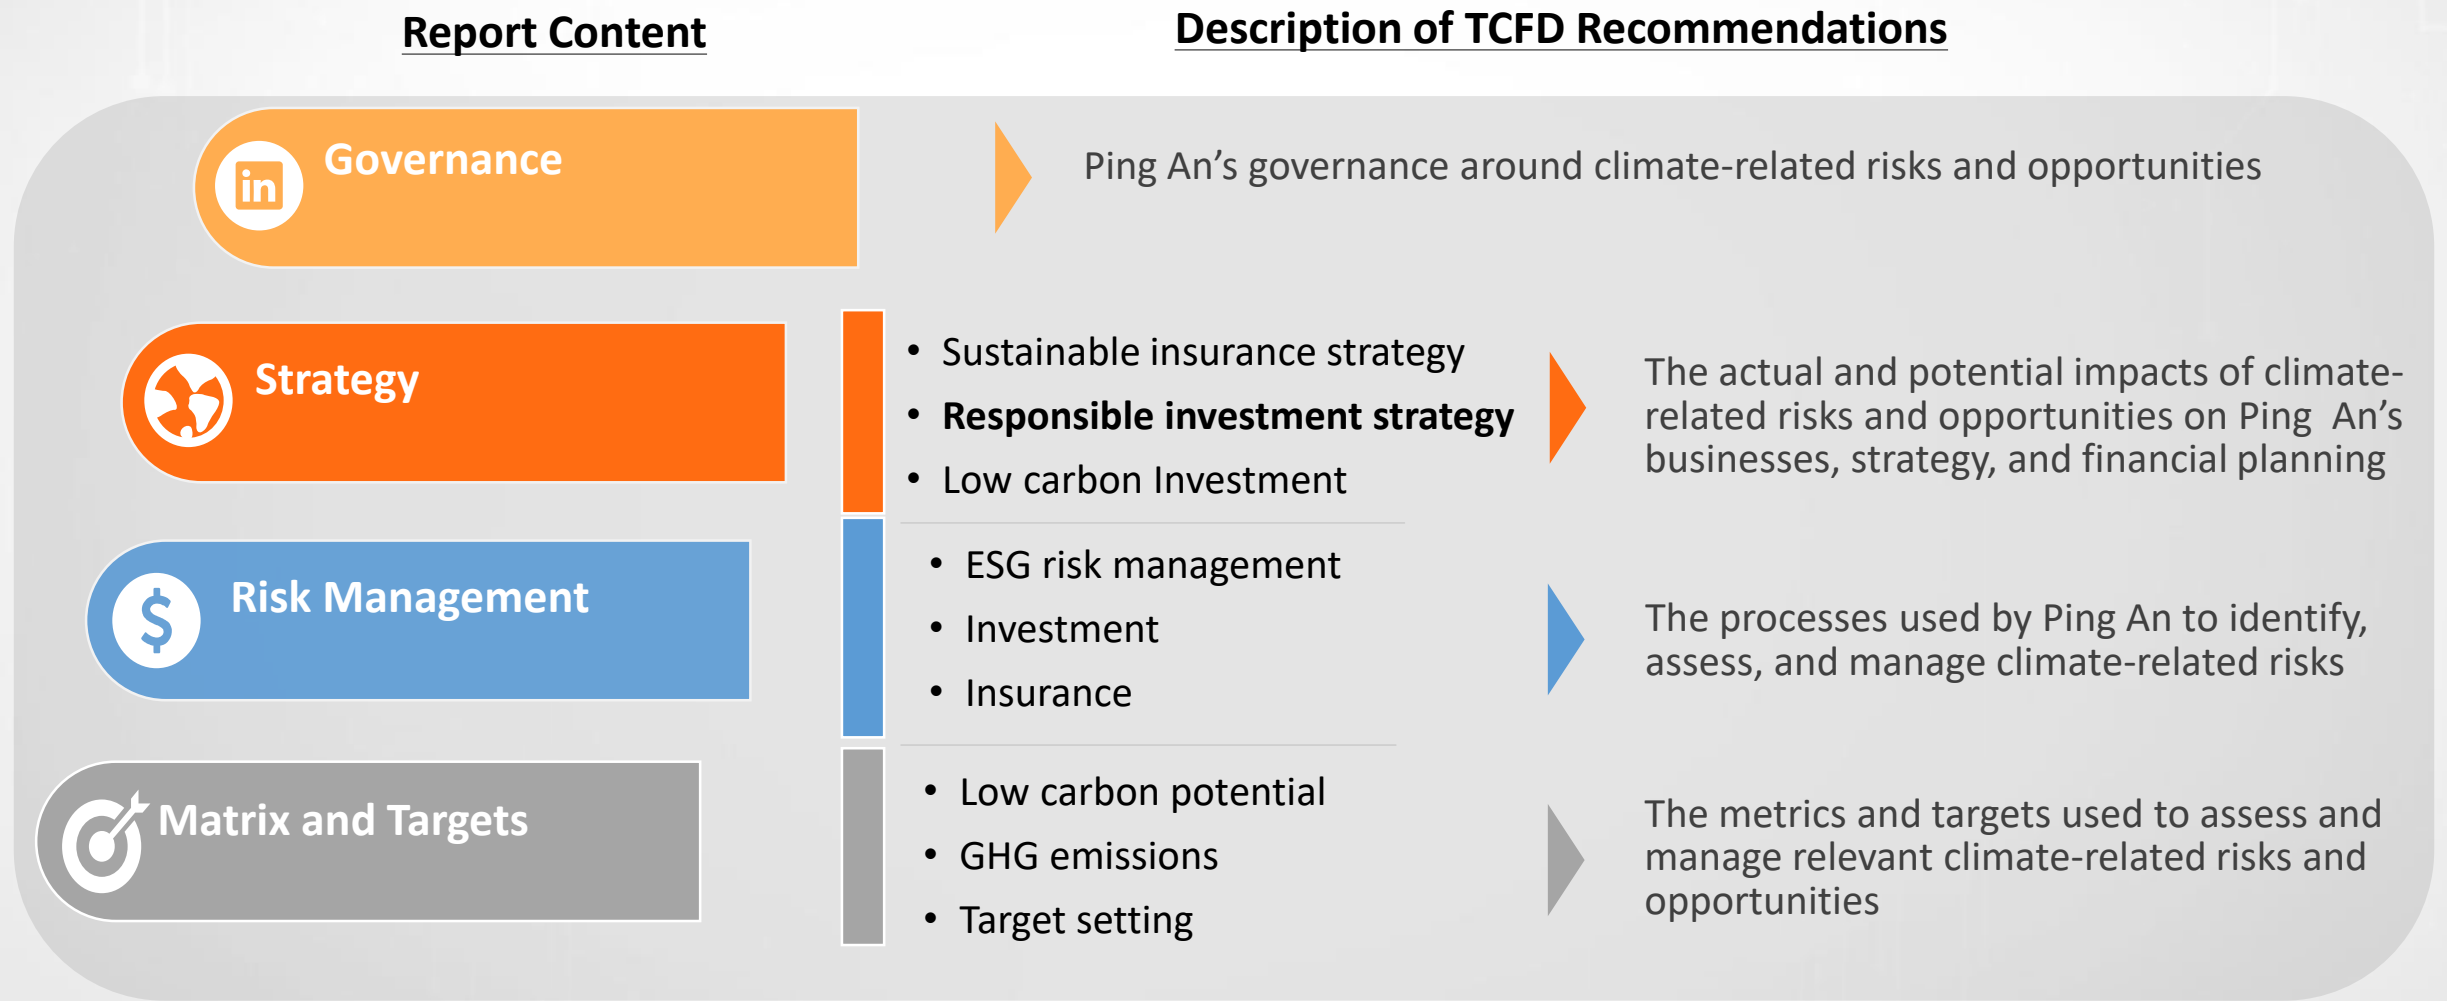 Report Content
Description of TCFD Recommendations
in
Governance
Ping An’s governance around climate-related risks and opportunities
Strategy
• Sustainable insurance strategy
• Responsible investment strategy
• Low carbon Investment
The actual and potential impacts of climate-
related risks and opportunities on Ping An’s
businesses, strategy, and financial planning
$
Risk Management
• ESG risk management
• Investment
• Insurance
The processes used by Ping An to identify,
assess, and manage climate-related risks
Matrix and Targets
• Low carbon potential
• GHG emissions
• Target setting
The metrics and targets used to assess and
manage relevant climate-related risks and
opportunities